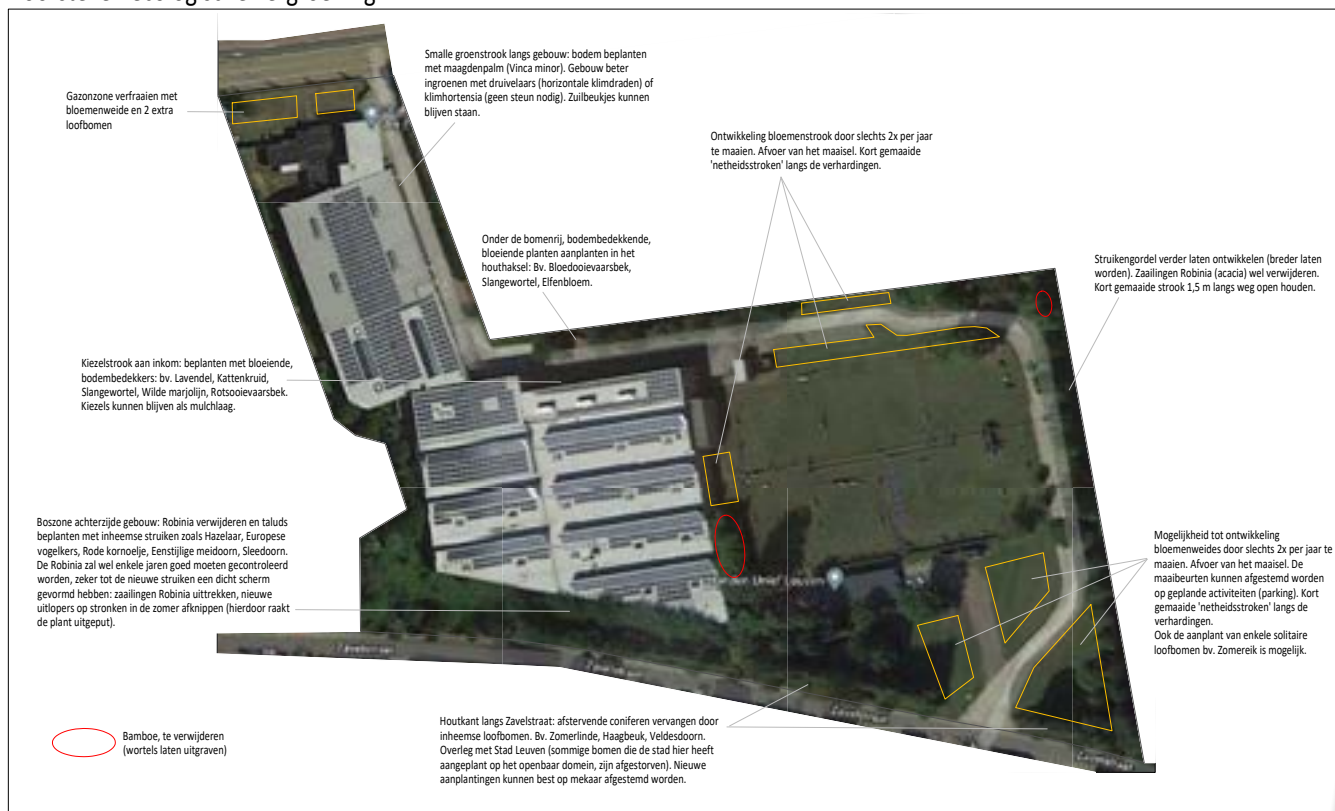 Gazonzone verfraaien met
bloemenweide en 2 extra
loofbomen
Smalle groenstrook langs gebouw: bodem beplanten
met maagdenpalm (Vinca minor). Gebouw beter
ingroenen met druivelaars (horizontale klimdraden) of
klimhortensia (geen steun nodig). Zuilbeukjes kunnen
blijven staan.
Ontwikkeling bloemenstrook door slechts 2x per jaar
te maaien. Afvoer van het maaisel. Kort gemaaide
'netheidsstroken' langs de verhardingen.
Onder de bomenrij, bodembedekkende,
bloeiende planten aanplanten in het
houthaksel: Bv. Bloedooievaarsbek,
Slangewortel, Elfenbloem.
Struikengordel verder laten ontwikkelen (breder laten
worden). Zaailingen Robinia (acacia) wel verwijderen.
Kort gemaaide strook 1,5 m langs weg open houden.
Kiezelstrook aan inkom: beplanten met bloeiende,
bodembedekkers: bv. Lavendel, Kattenkruid,
Slangewortel, Wilde marjolijn, Rotsooievaarsbek.
Kiezels kunnen blijven als mulchlaag.
Boszone achterzijde gebouw: Robinia verwijderen en taluds
beplanten met inheemse struiken zoals Hazelaar, Europese
vogelkers, Rode kornoelje, Eenstijlige meidoorn, Sleedoorn.
De Robinia zal wel enkele jaren goed moeten gecontroleerd
worden, zeker tot de nieuwe struiken een dicht scherm
gevormd hebben: zaailingen Robinia uittrekken, nieuwe
uitlopers op stronken in de zomer afknippen (hierdoor raakt
de plant uitgeput).
Mogelijkheid tot ontwikkeling
bloemenweides door slechts 2x per jaar te
maaien. Afvoer van het maaisel. De
maaibeurten kunnen afgestemd worden
op geplande activiteiten (parking). Kort
gemaaide 'netheidsstroken' langs de
verhardingen.
Ook de aanplant van enkele solitaire
loofbomen bv. Zomereik is mogelijk.
Leuven
Houtkant langs Zavelstraat: afstervende coniferen vervangen door
inheemse loofbomen. Bv. Zomerlinde, Haagbeuk, Veldesdoorn.
Overleg met Stad Leuven (sommige bomen die de stad hier heeft
aangeplant op het openbaar domein, zijn afgestorven). Nieuwe
aanplantingen kunnen best op mekaar afgestemd worden.
Bamboe, te verwijderen
(wortels laten uitgraven)